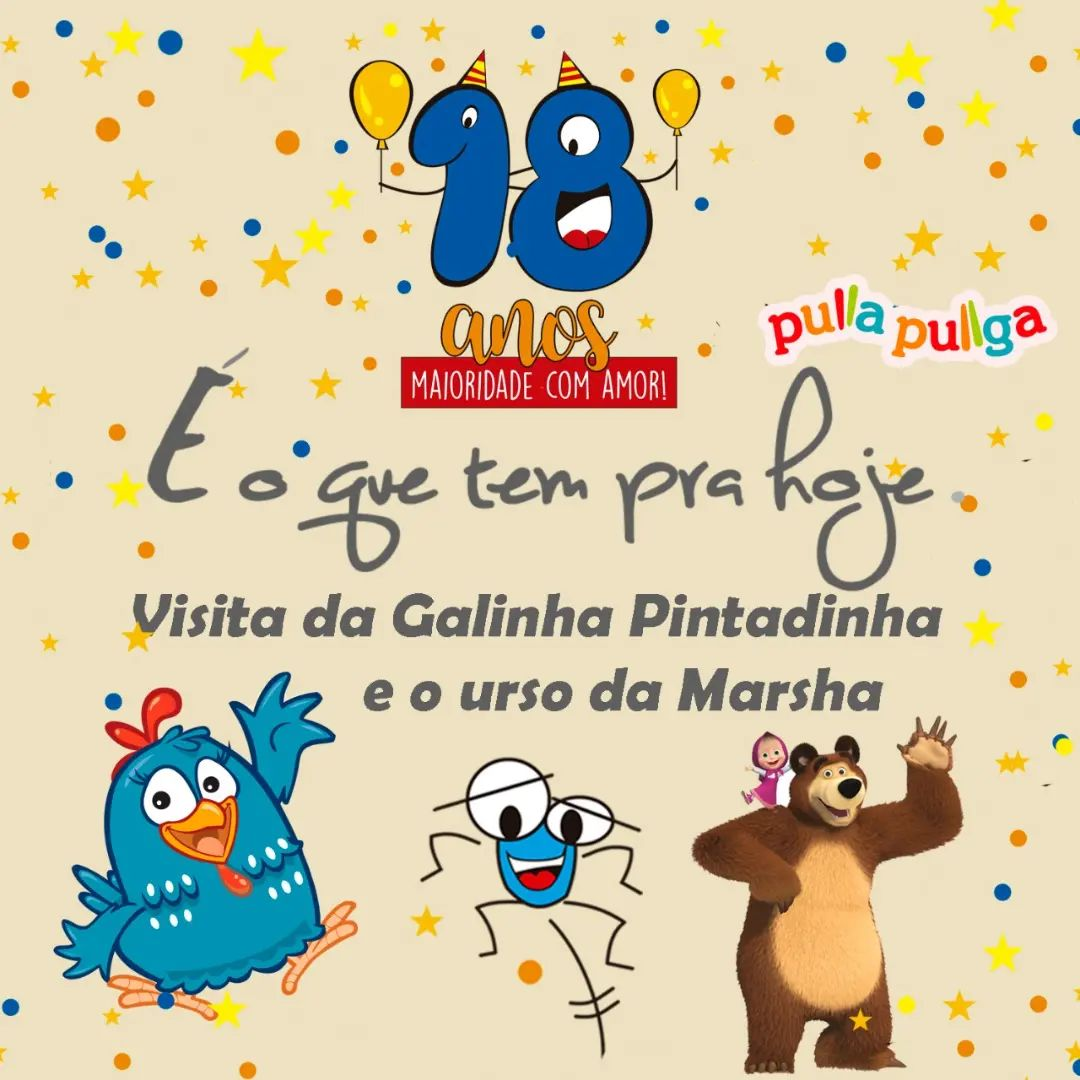 18
anos
MAIORIDADE COM AMOR!
pulla pullga
É o que tem pra hoje
Visita da Galinha Pintadinha
e o urso da Marsha